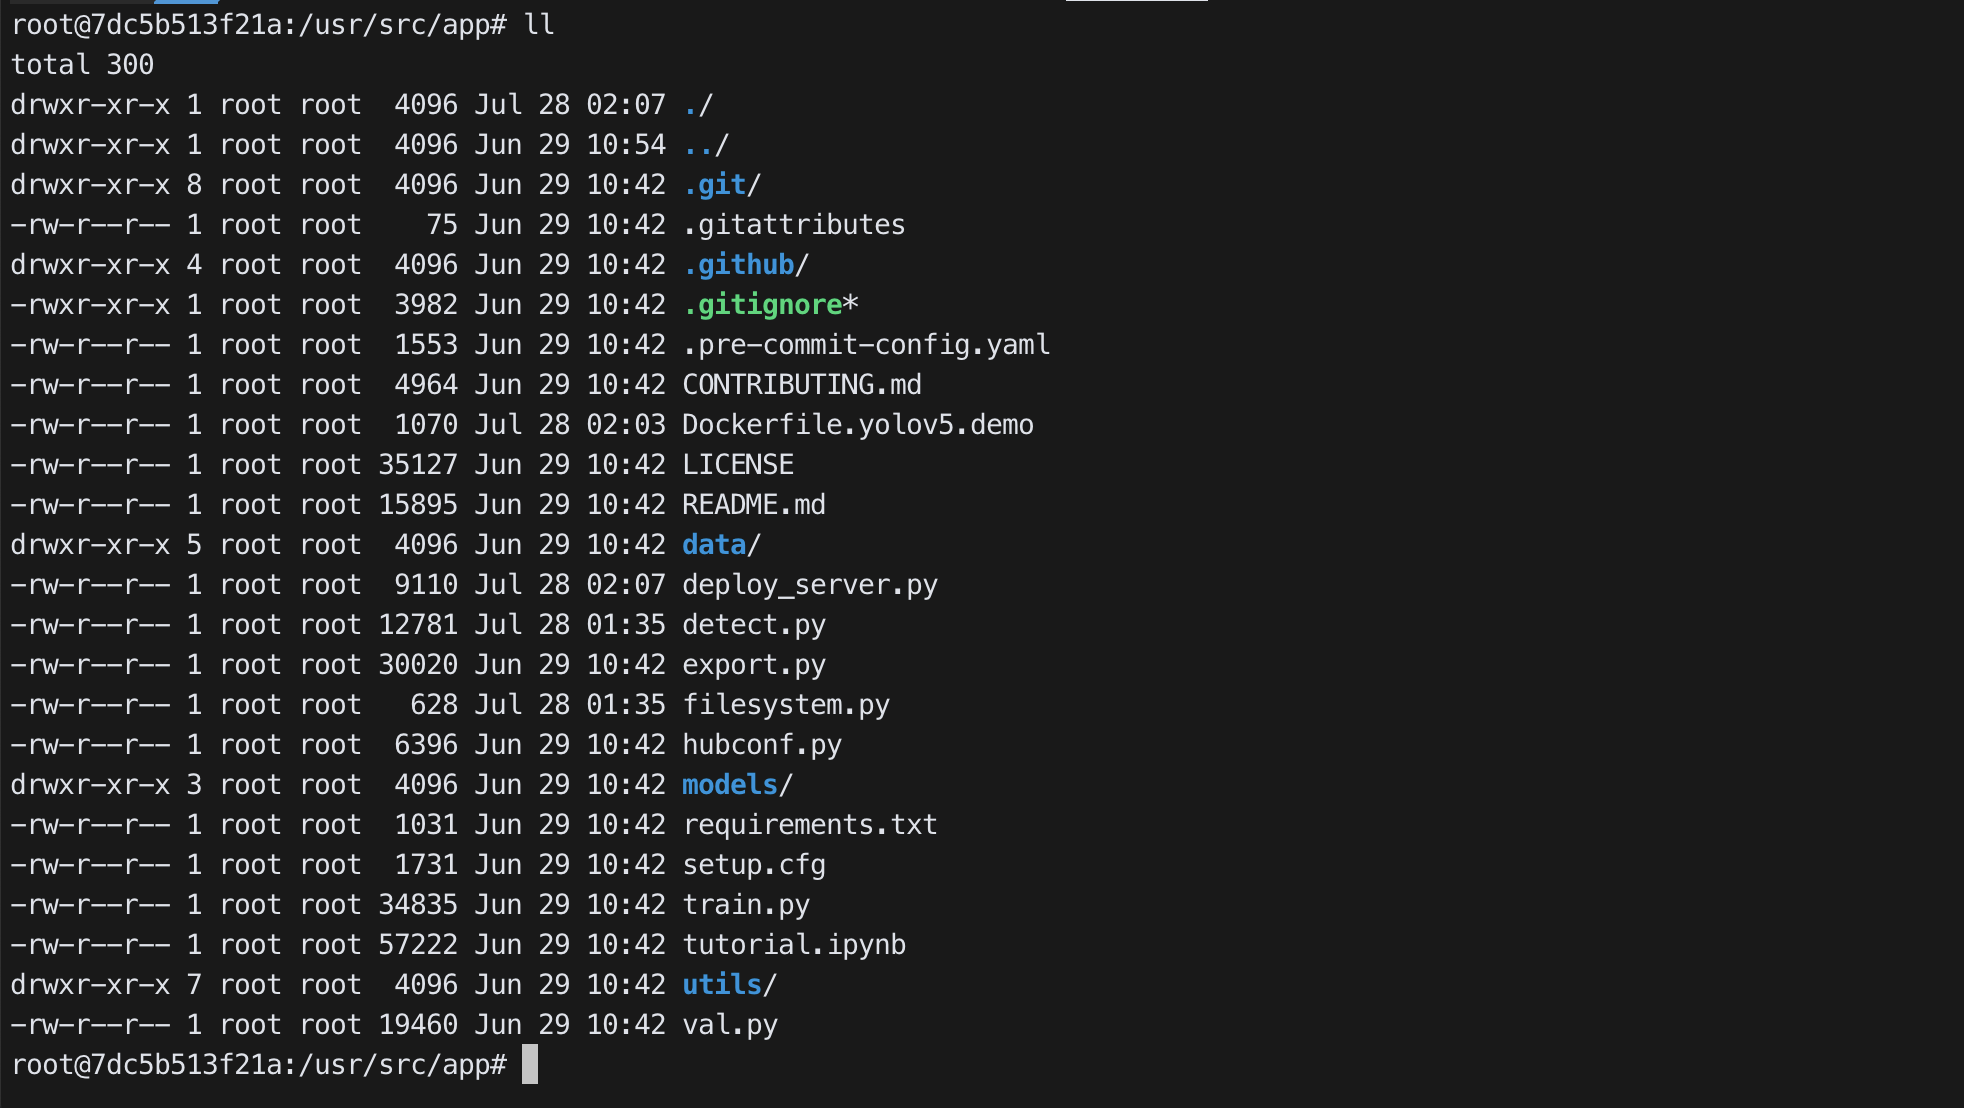 root@7dc5b513f21a:/usr/src/app# ll
total 300
drwxr-xr-x 1 root root  4096 Jul 28 02:07 ./
drwxr-xr-x 1 root root  4096 Jun 29 10:54 ../
drwxr-xr-x 8 root root  4096 Jun 29 10:42 .git/
-rw-r--r-- 1 root root    75 Jun 29 10:42 .gitattributes
drwxr-xr-x 4 root root  4096 Jun 29 10:42 .github/
-rwxr-xr-x 1 root root  3982 Jun 29 10:42 .gitignore*
-rw-r--r-- 1 root root  1553 Jun 29 10:42 .pre-commit-config.yaml
-rw-r--r-- 1 root root  4964 Jun 29 10:42 CONTRIBUTING.md
-rw-r--r-- 1 root root  1070 Jul 28 02:03 Dockerfile.yolov5.demo
-rw-r--r-- 1 root root 35127 Jun 29 10:42 LICENSE
-rw-r--r-- 1 root root 15895 Jun 29 10:42 README.md
drwxr-xr-x 5 root root  4096 Jun 29 10:42 data/
-rw-r--r-- 1 root root  9110 Jul 28 02:07 deploy_server.py
-rw-r--r-- 1 root root 12781 Jul 28 01:35 detect.py
-rw-r--r-- 1 root root 30020 Jun 29 10:42 export.py
-rw-r--r-- 1 root root   628 Jul 28 01:35 filesystem.py
-rw-r--r-- 1 root root  6396 Jun 29 10:42 hubconf.py
drwxr-xr-x 3 root root  4096 Jun 29 10:42 models/
-rw-r--r-- 1 root root  1031 Jun 29 10:42 requirements.txt
-rw-r--r-- 1 root root  1731 Jun 29 10:42 setup.cfg
-rw-r--r-- 1 root root 34835 Jun 29 10:42 train.py
-rw-r--r-- 1 root root 57222 Jun 29 10:42 tutorial.ipynb
drwxr-xr-x 7 root root  4096 Jun 29 10:42 utils/
-rw-r--r-- 1 root root 19460 Jun 29 10:42 val.py
root@7dc5b513f21a:/usr/src/app#